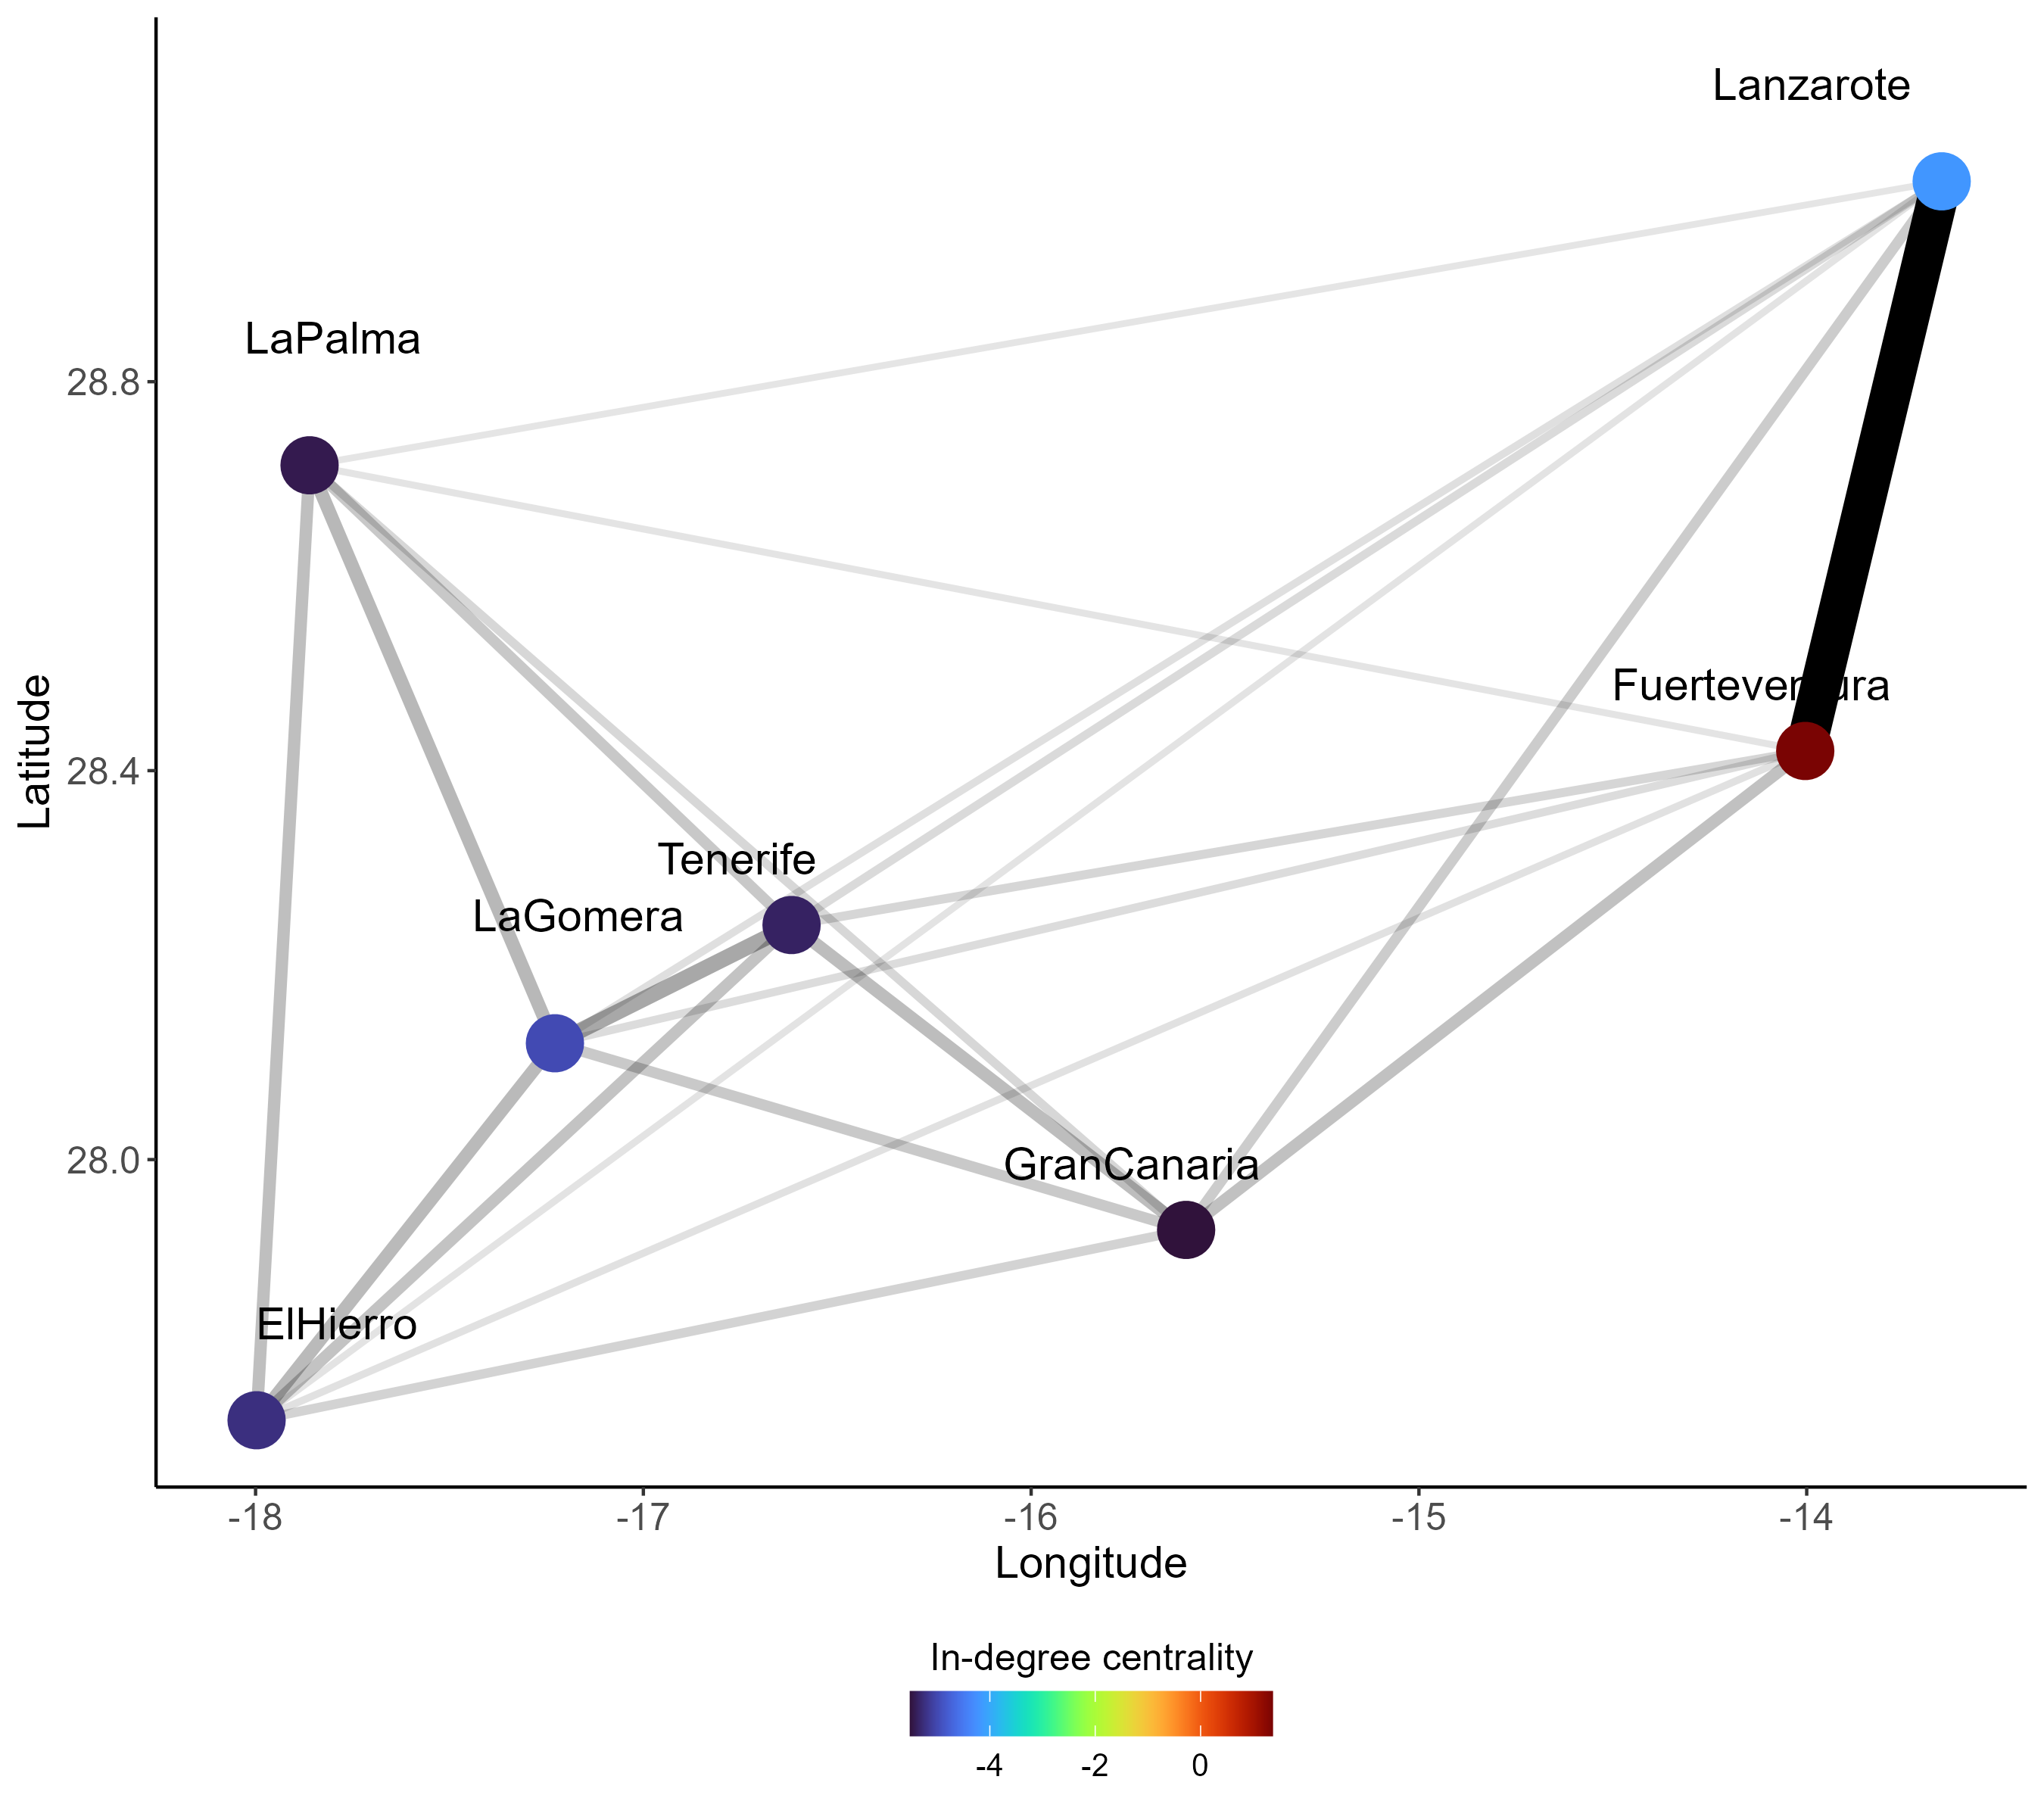 Lanzarote
LaPalma
28.8
Fuerteventura
28.4
Latitude
Tenerife
LaGomera
28.0
GranCanaria
ElHierro
-18 -17 -16 -15 -14
Longitude
In-degree centrality
-4 -2 0